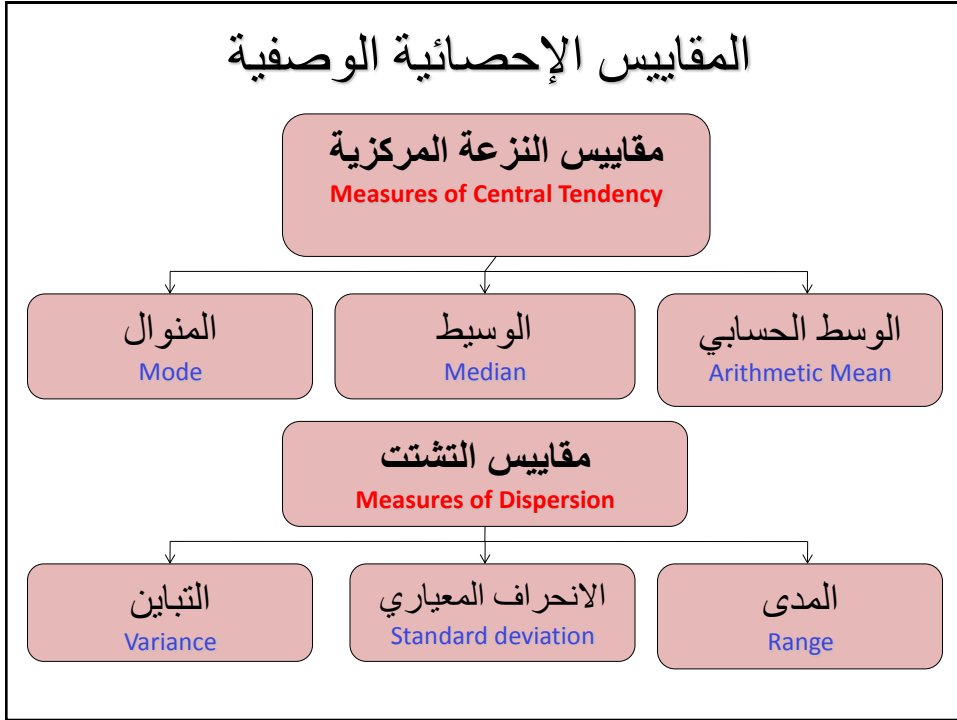 المقاييس الإحصائية الوصفية
مقاييس النزعة المركزية
Measures of Central Tendency
الوسط الحسابي
Arithmetic Mean
الوسيط
Median
المنوال
Mode
مقاييس التشتت
Measures of Dispersion
المدى
Range
الانحراف المعياري
Standard deviation
التباين
Variance